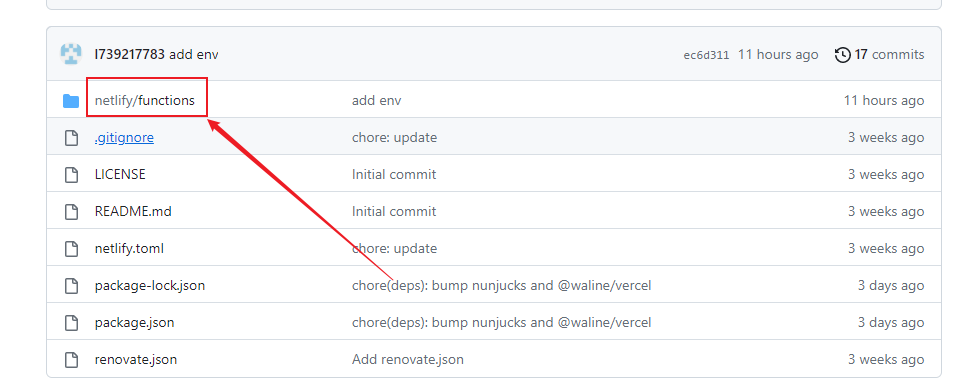 l739217783 add env ec6d311 11 hours ago 17 commits
netlify/functions add env 11 hours ago
.gitignore chore: update 3 weeks ago
LICENSE Initial commit 3 weeks ago
README.md Initial commit 3 weeks ago
netlify.toml chore: update 3 weeks ago
package-lock.json chore(deps): bump nunjucks and @waline/vercel 3 days ago
package.json chore(deps): bump nunjucks and @waline/vercel 3 days ago
renovate.json Add renovate.json 3 weeks ago